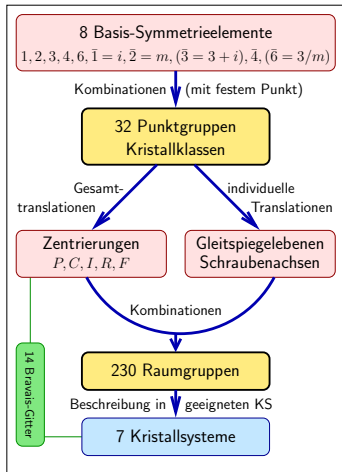 8 Basis-Symmetrieelemente
1, 2, 3, 4, 6, 1̄ = i, 2̄ = m, (3̄ = 3 + i), 4̄, (6̄ = 3/m)
Kombinationen (mit festem Punkt)
32 Punktgruppen
Kristallklassen
Gesamt-
translationen
individuelle
Translationen
Zentrierungen
P, C, I, R, F
Gleitspiegelebenen
Schraubenachsen
Kombinationen
14 Bravais-Gitter
230 Raumgruppen
Beschreibung in geeigneten KS
7 Kristallsysteme